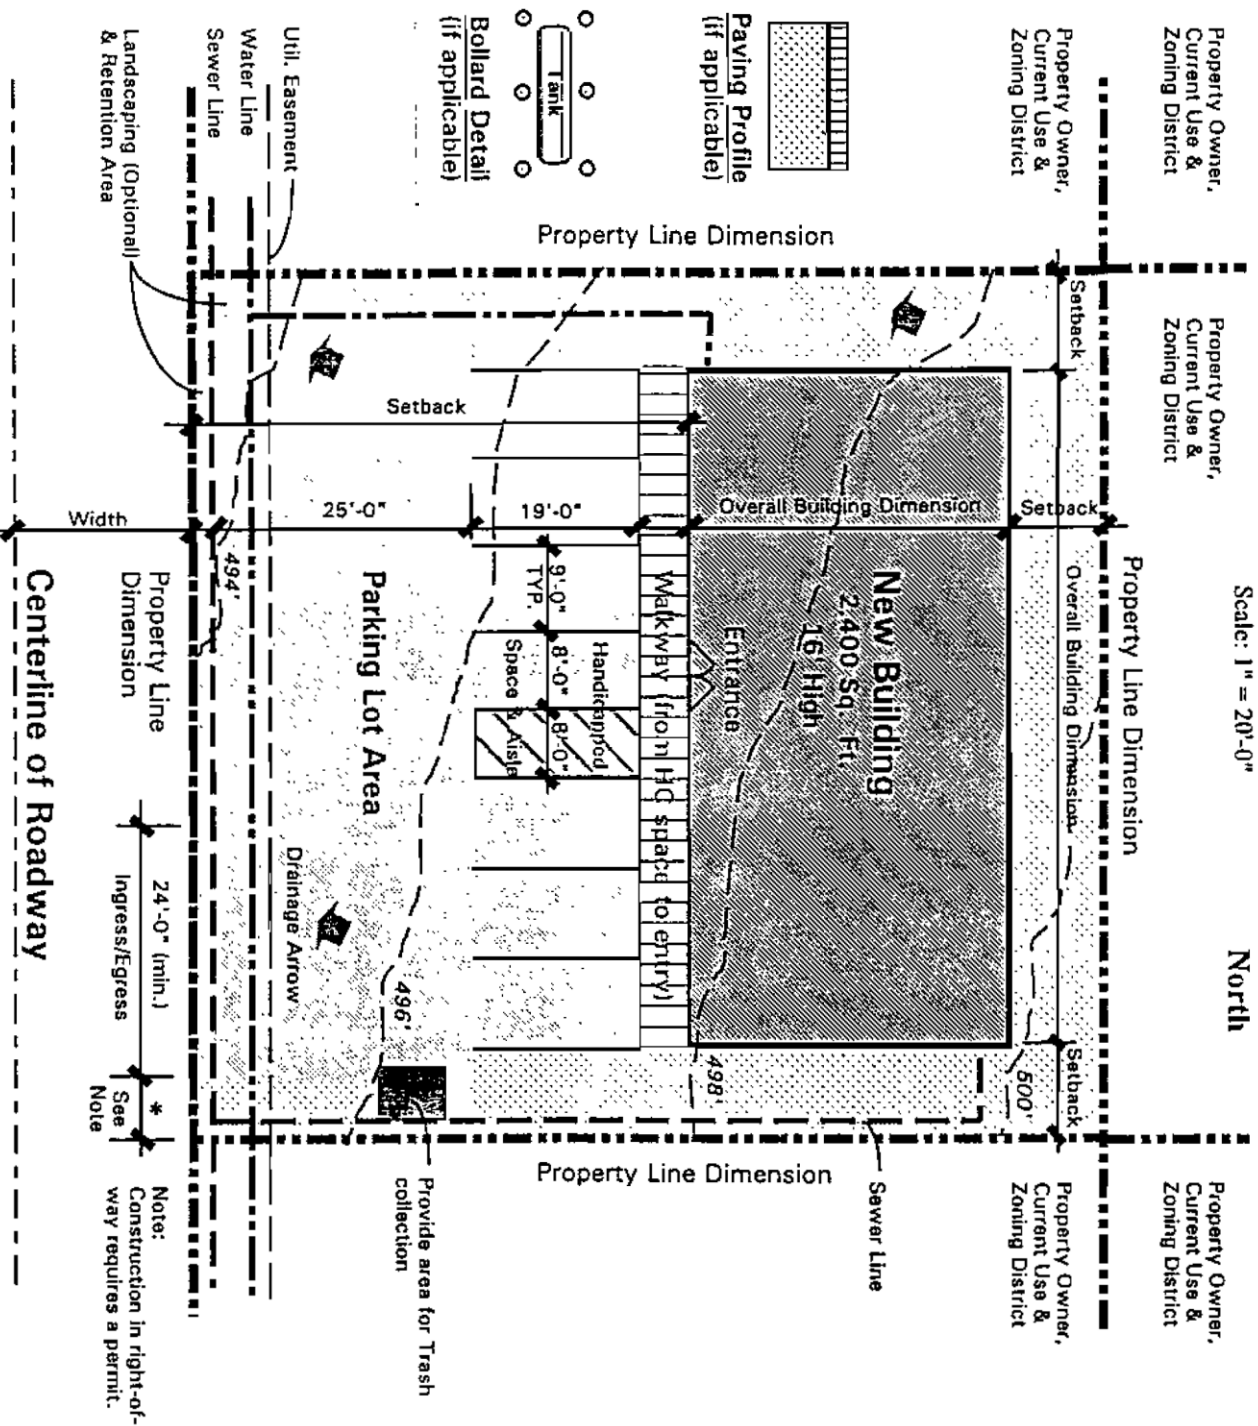 Scale: 1" = 20'-0"
North
Property Owner,
Current Use &
Zoning District
Property Owner,
Current Use &
Zoning District
Property Owner,
Current Use &
Zoning District
Property Owner,
Current Use &
Zoning District
Property Owner,
Current Use &
Zoning District
Property Line Dimension
Setback
Overall Building Dimension
Setback
500'
Paving Profile
(if applicable)
Tank
Bollard Detail
(if applicable)
Property Line Dimension
Setback
Overall Building Dimension
New Building
2,400 Sq. Ft.
16' High
Entrance
498'
Sewer Line
Property Line Dimension
Walkway (from HC space to entry)
19'-0"
9'-0"
TYP.
8'-0"
8'-0"
Handicapped
Space & Aisle
Setback
25'-0"
Parking Lot Area
496'
Provide area for Trash
collection
Drainage Arrow
494'
Util. Easement
Water Line
Sewer Line
Landscaping (Optional)
& Retention Area
Width
Property Line
Dimension
24'-0" (min.)
Ingress/Egress
*
See
Note
Note:
Construction in right-of-
way requires a permit.
Centerline of Roadway